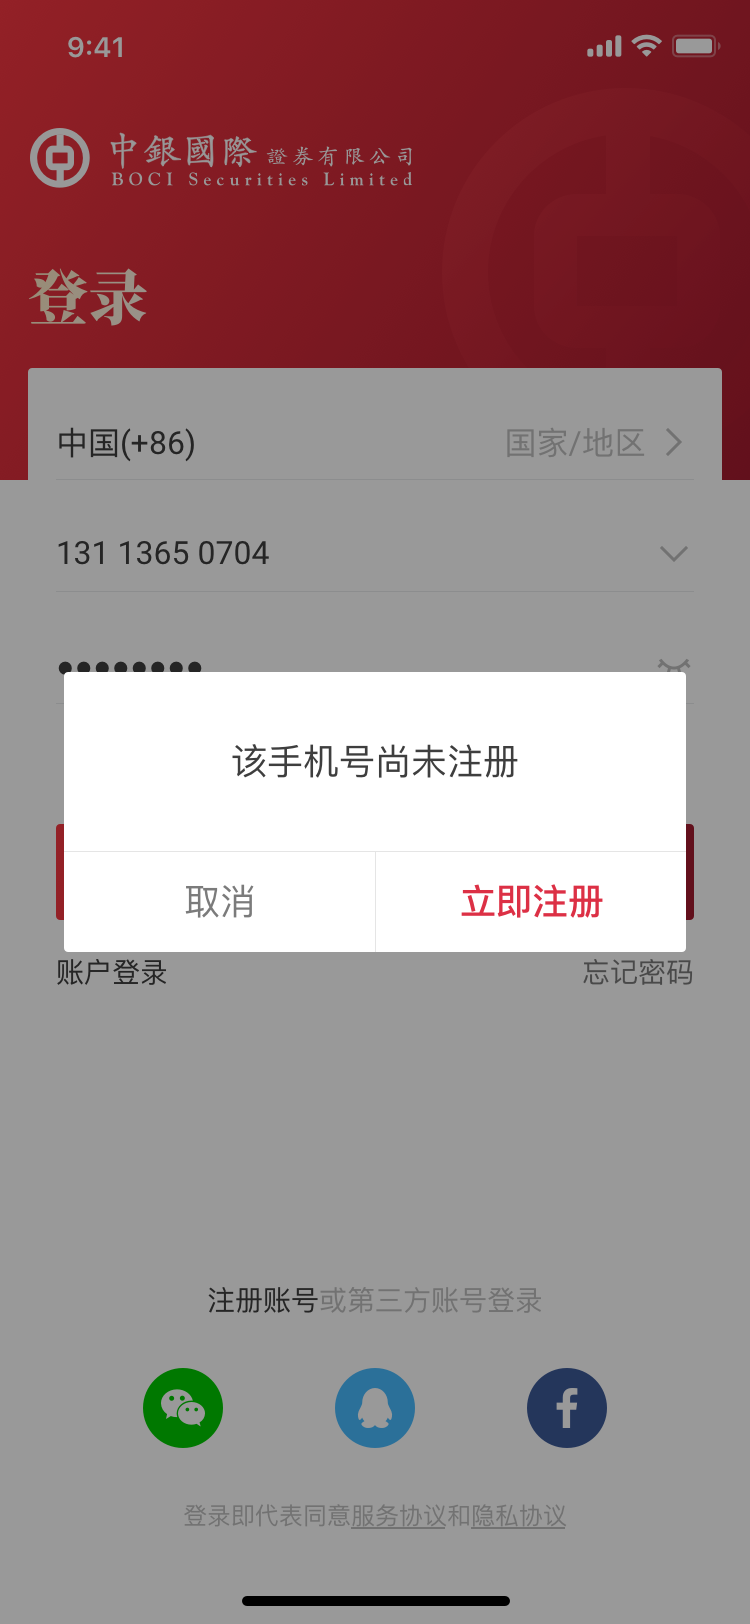 9:41
中銀國際 證券有限公司
BOCI Securities Limited
登录
中国(+86) 国家/地区
131 1365 0704
该手机号尚未注册
取消 立即注册
账户登录 忘记密码
注册账号或第三方账号登录
登录即代表同意服务协议和隐私协议